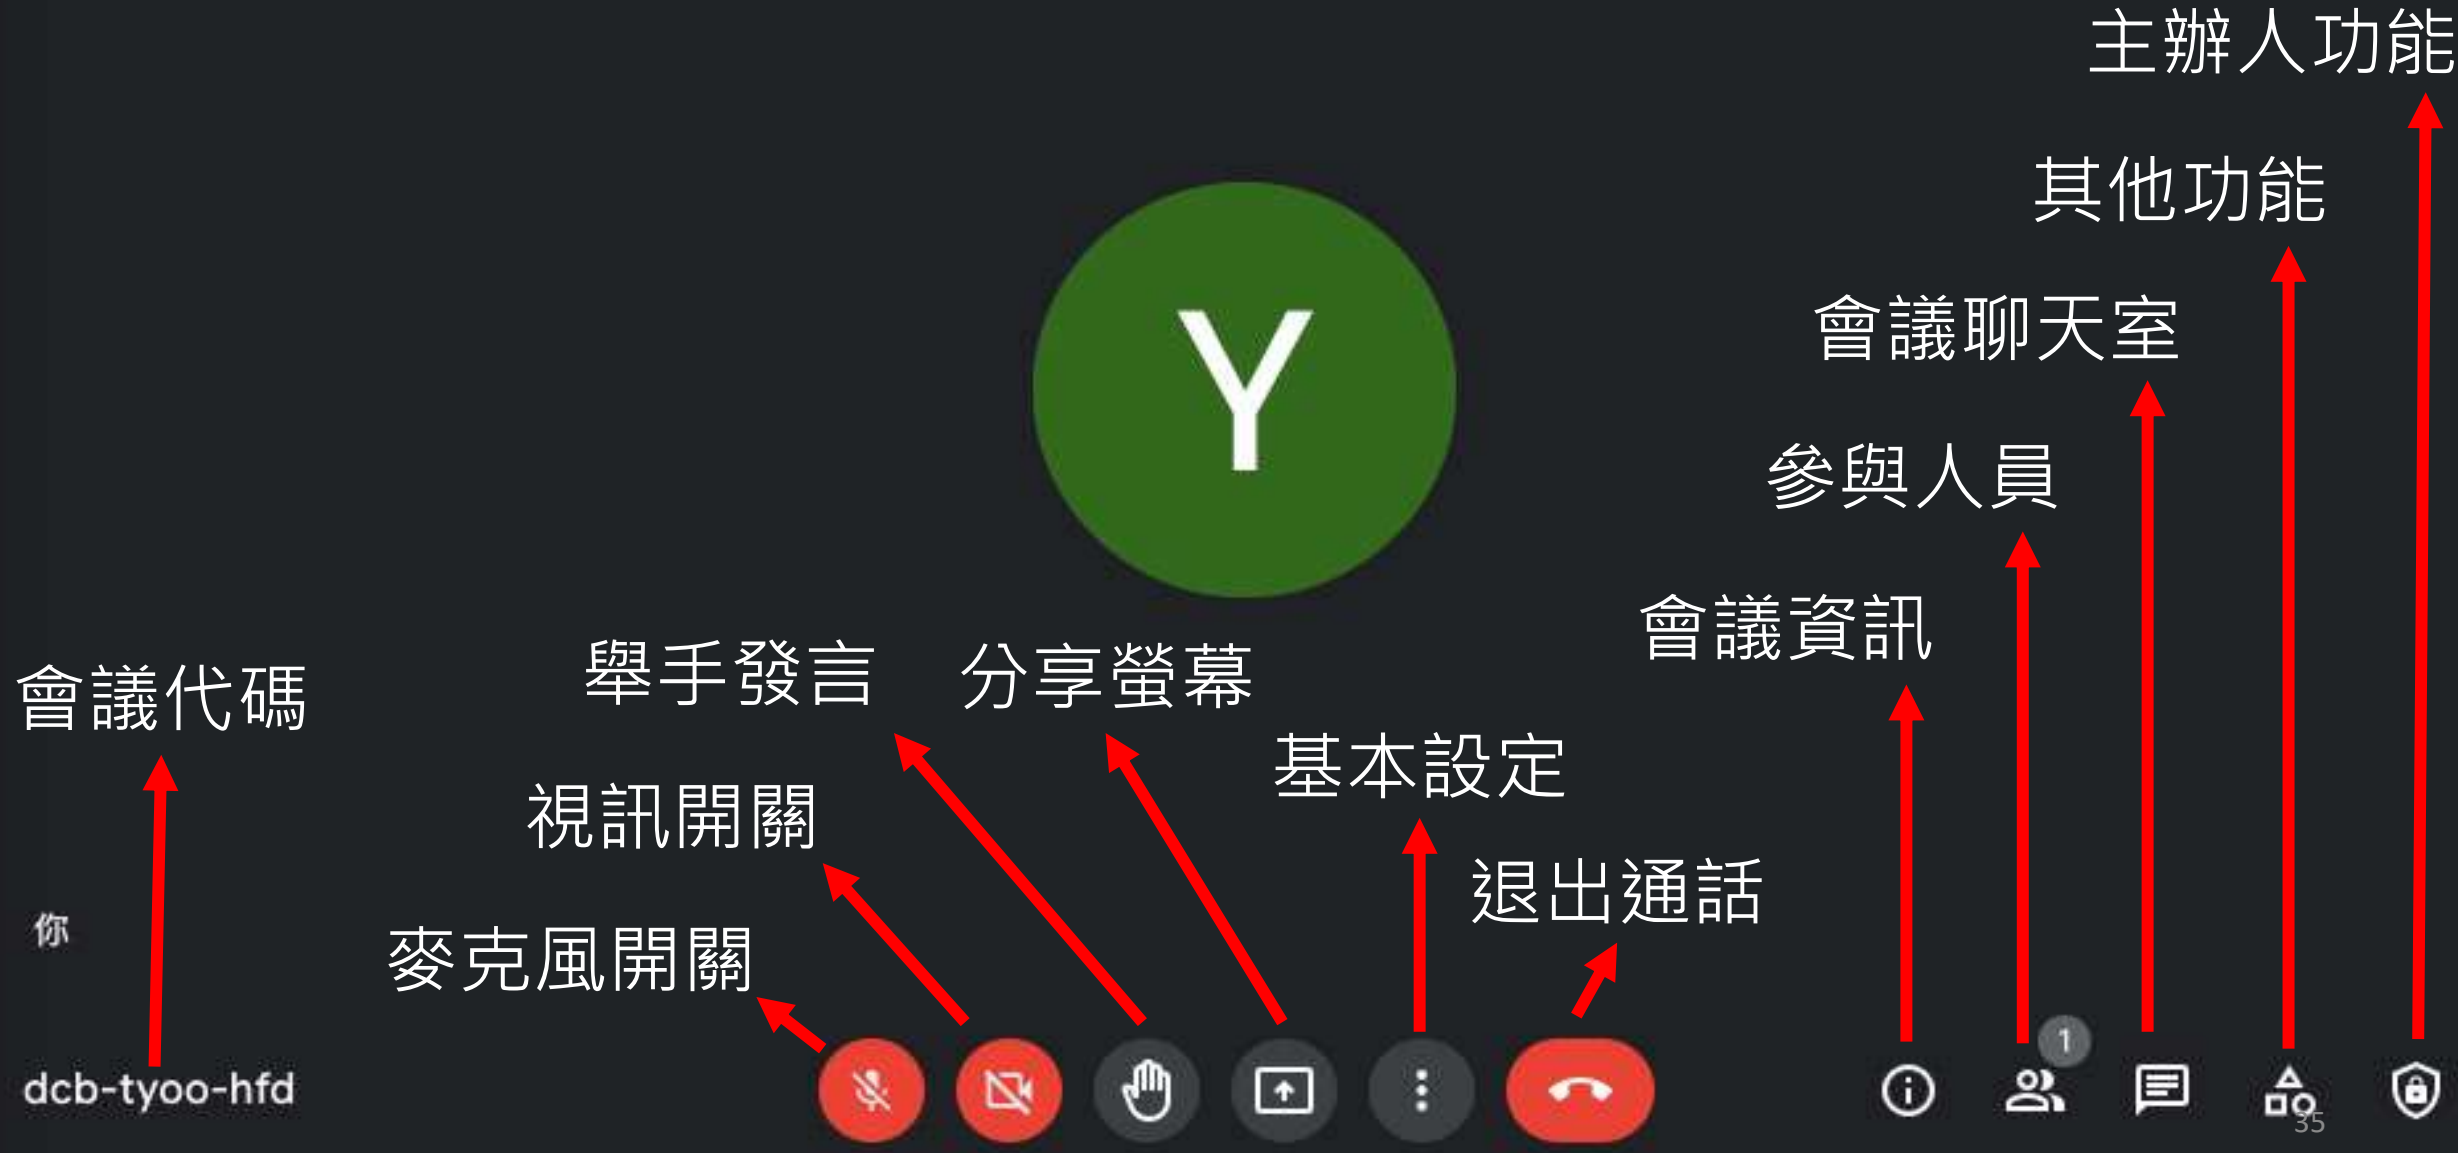 主辦人功能
其他功能
會議聊天室
參與人員
會議資訊
Y
會議代碼
舉手發言
分享螢幕
基本設定
視訊開關
退出通話
麥克風開關
你
1
dcb-tyoo-hfd
35